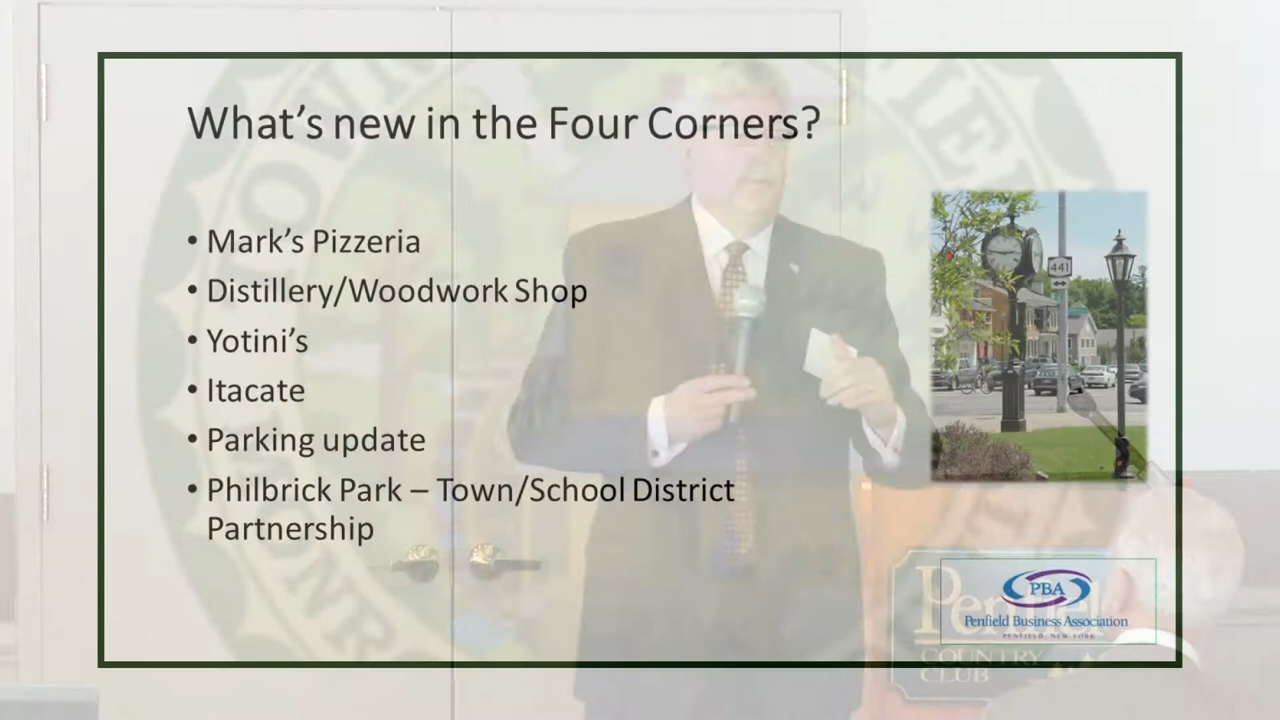 What's new in the Four Corners?
• Mark's Pizzeria
• Distillery/Woodwork Shop
• Yotini's
• Itacate
• Parking update
• Philbrick Park – Town/School District
Partnership
441
PBA
Penfield Business Association
PENFIELD, NEW YORK
COUNTRY
CLUB